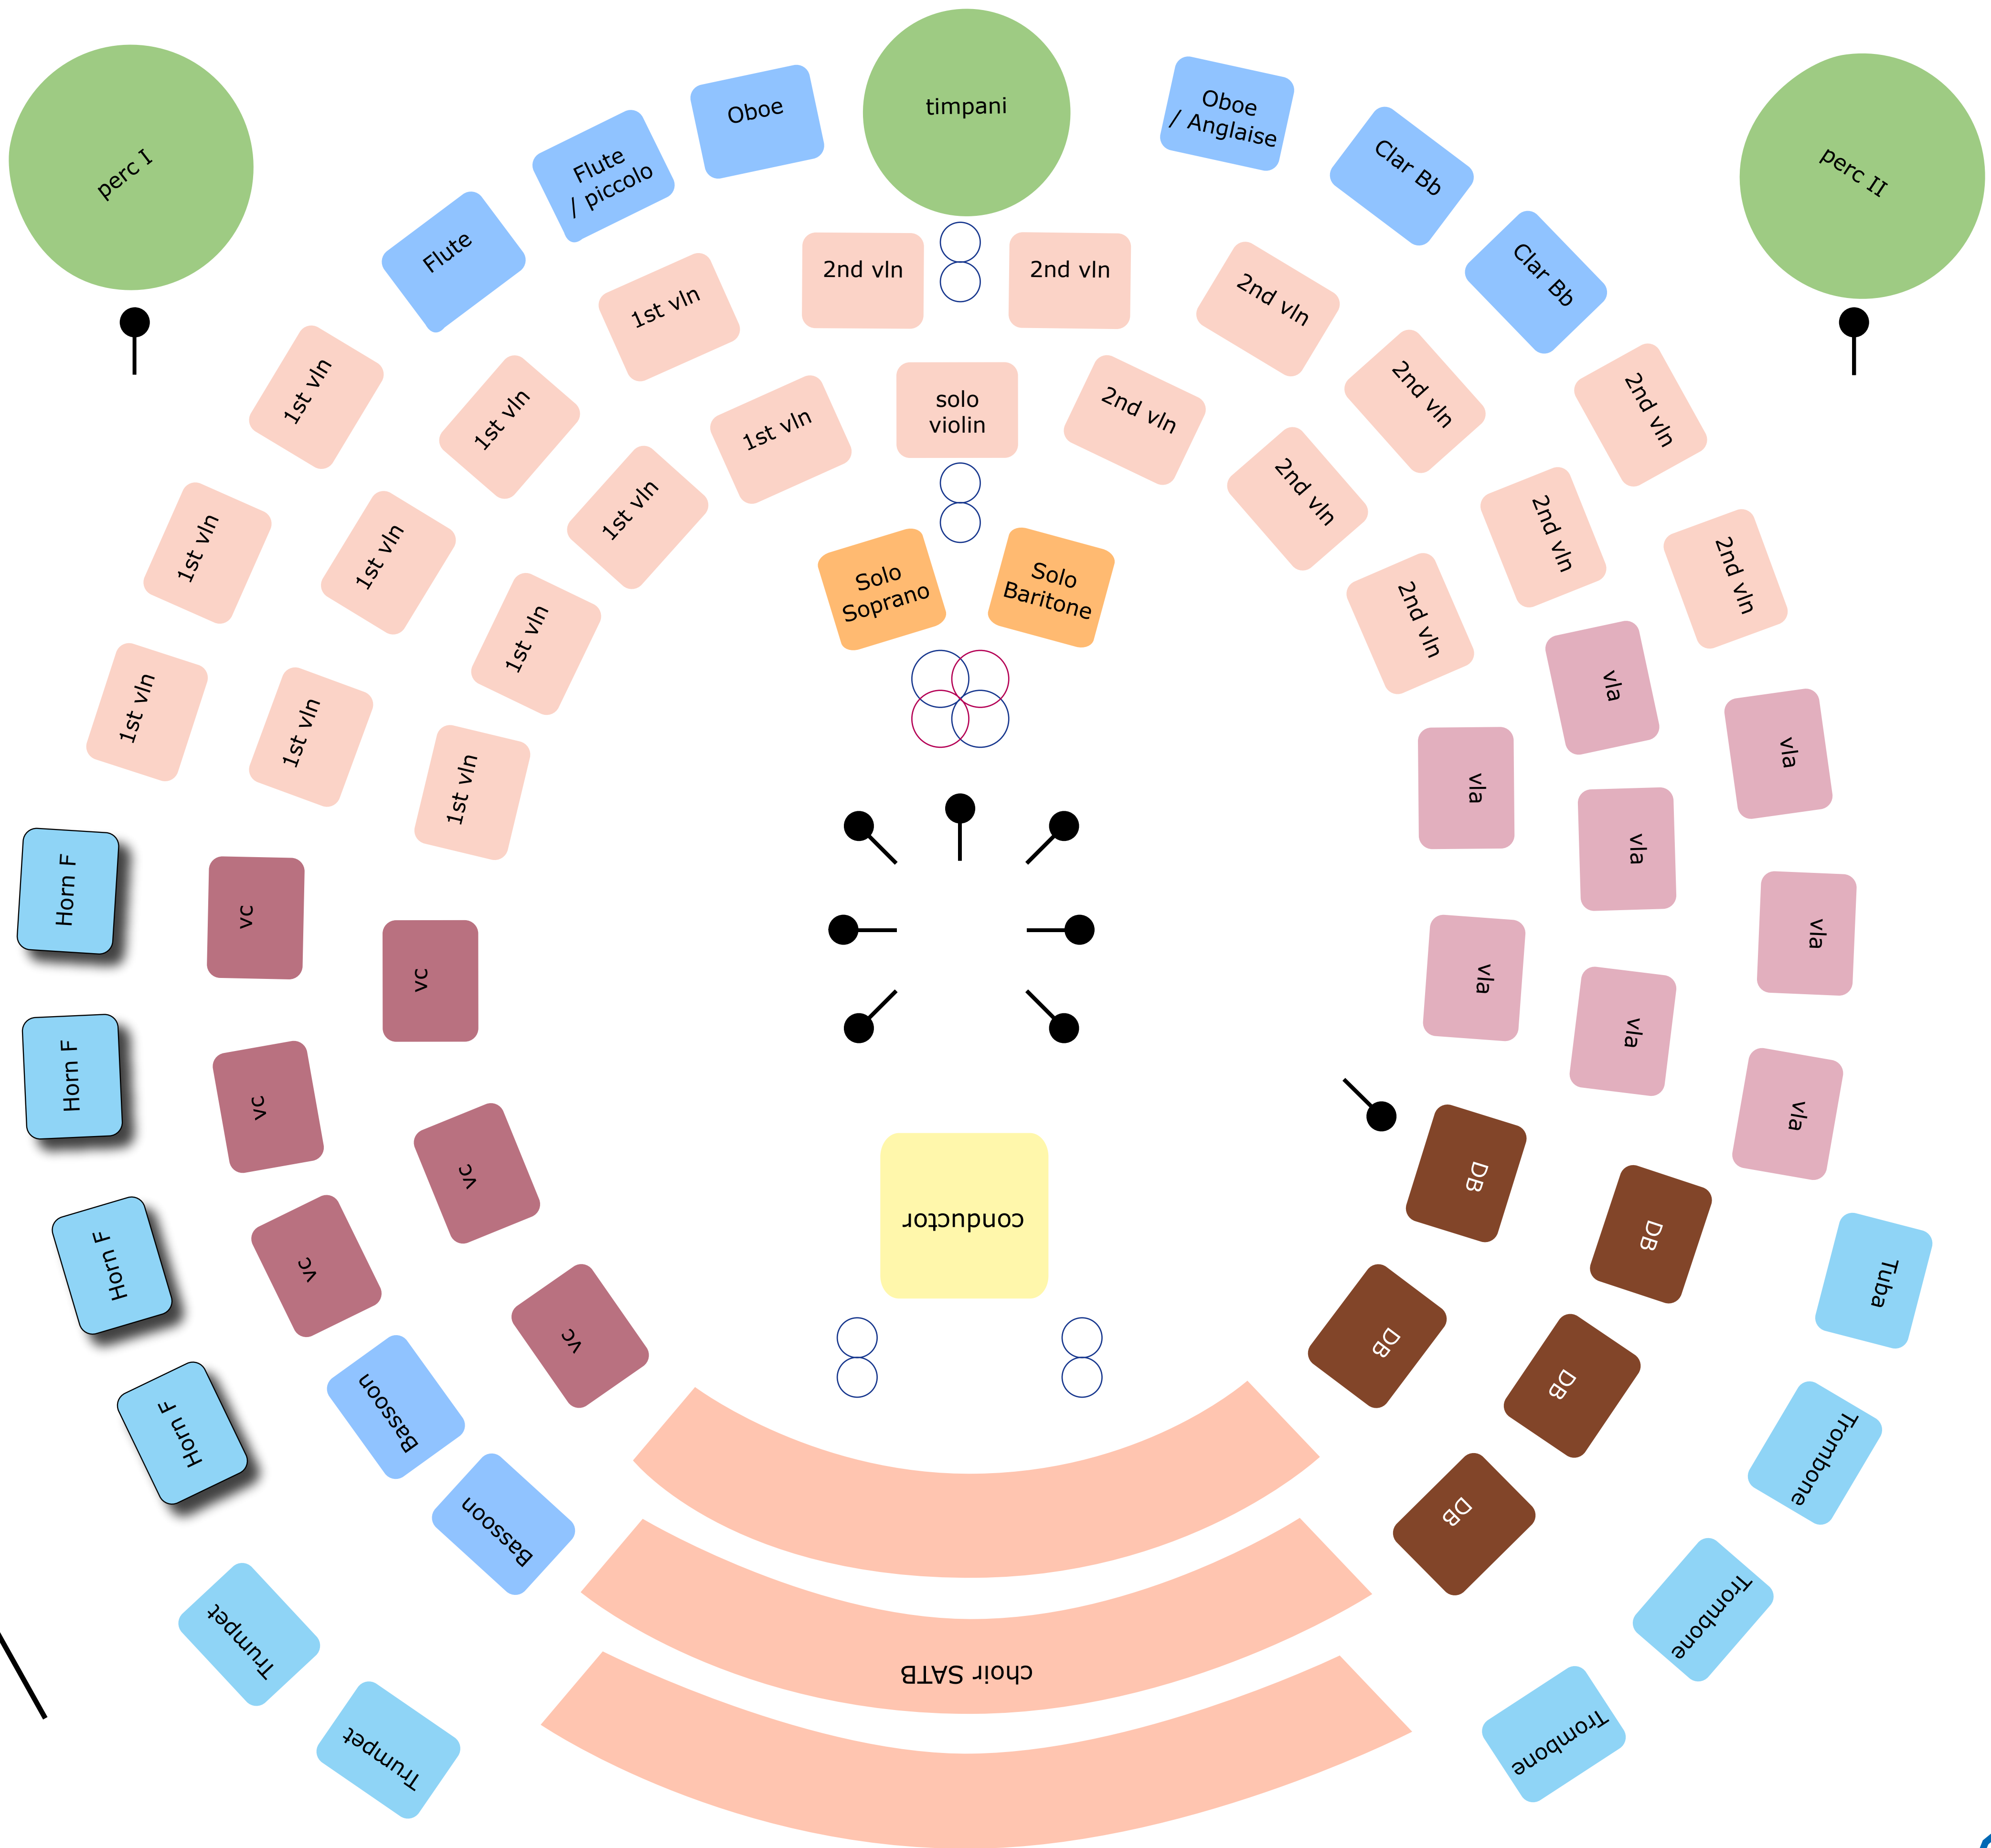 timpani
Oboe
Oboe
/ Anglaise
perc I
Flute
/ piccolo
Clar Bb
perc II
Flute
Clar Bb
1st vln
2nd vln
2nd vln
2nd vln
1st vln
1st vln
1st vln
solo
violin
2nd vln
2nd vln
2nd vln
1st vln
2nd vln
1st vln
1st vln
2nd vln
2nd vln
Solo
Soprano
Solo
Baritone
1st vln
2nd vln
1st vln
vla
1st vln
1st vln
vla
1st vln
vla
vla
Horn F
vc
vla
vc
vla
vla
Horn F
vc
vla
vc
DB
conductor
DB
Horn F
vc
Tuba
vc
DB
DB
Horn F
Bassoon
Trombone
Bassoon
DB
Trumpet
Trombone
choir SATB
Trumpet
Trombone